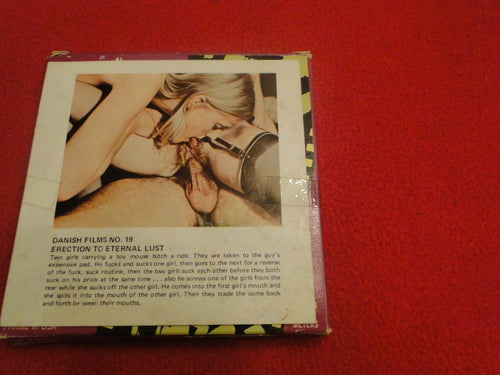 DANISH FILMS NO. 19
ERECTION TO ETERNAL LUST
Two girls carrying a toy mouse hitch a ride. They are taken to the guy's
expensive pad. He fucks and sucks one girl, then goes to the next for a reverse
of the fuck, suck routine, then the two girls suck each other before they both
suck on his prick at the same time . . , also he screws one of the girls from the
rear while she sucks off the other girl. He comes into the first girl's mouth and
she spits it into the mouth of the other girl. Then they trade the come back
and forth between their mouths.
METERS